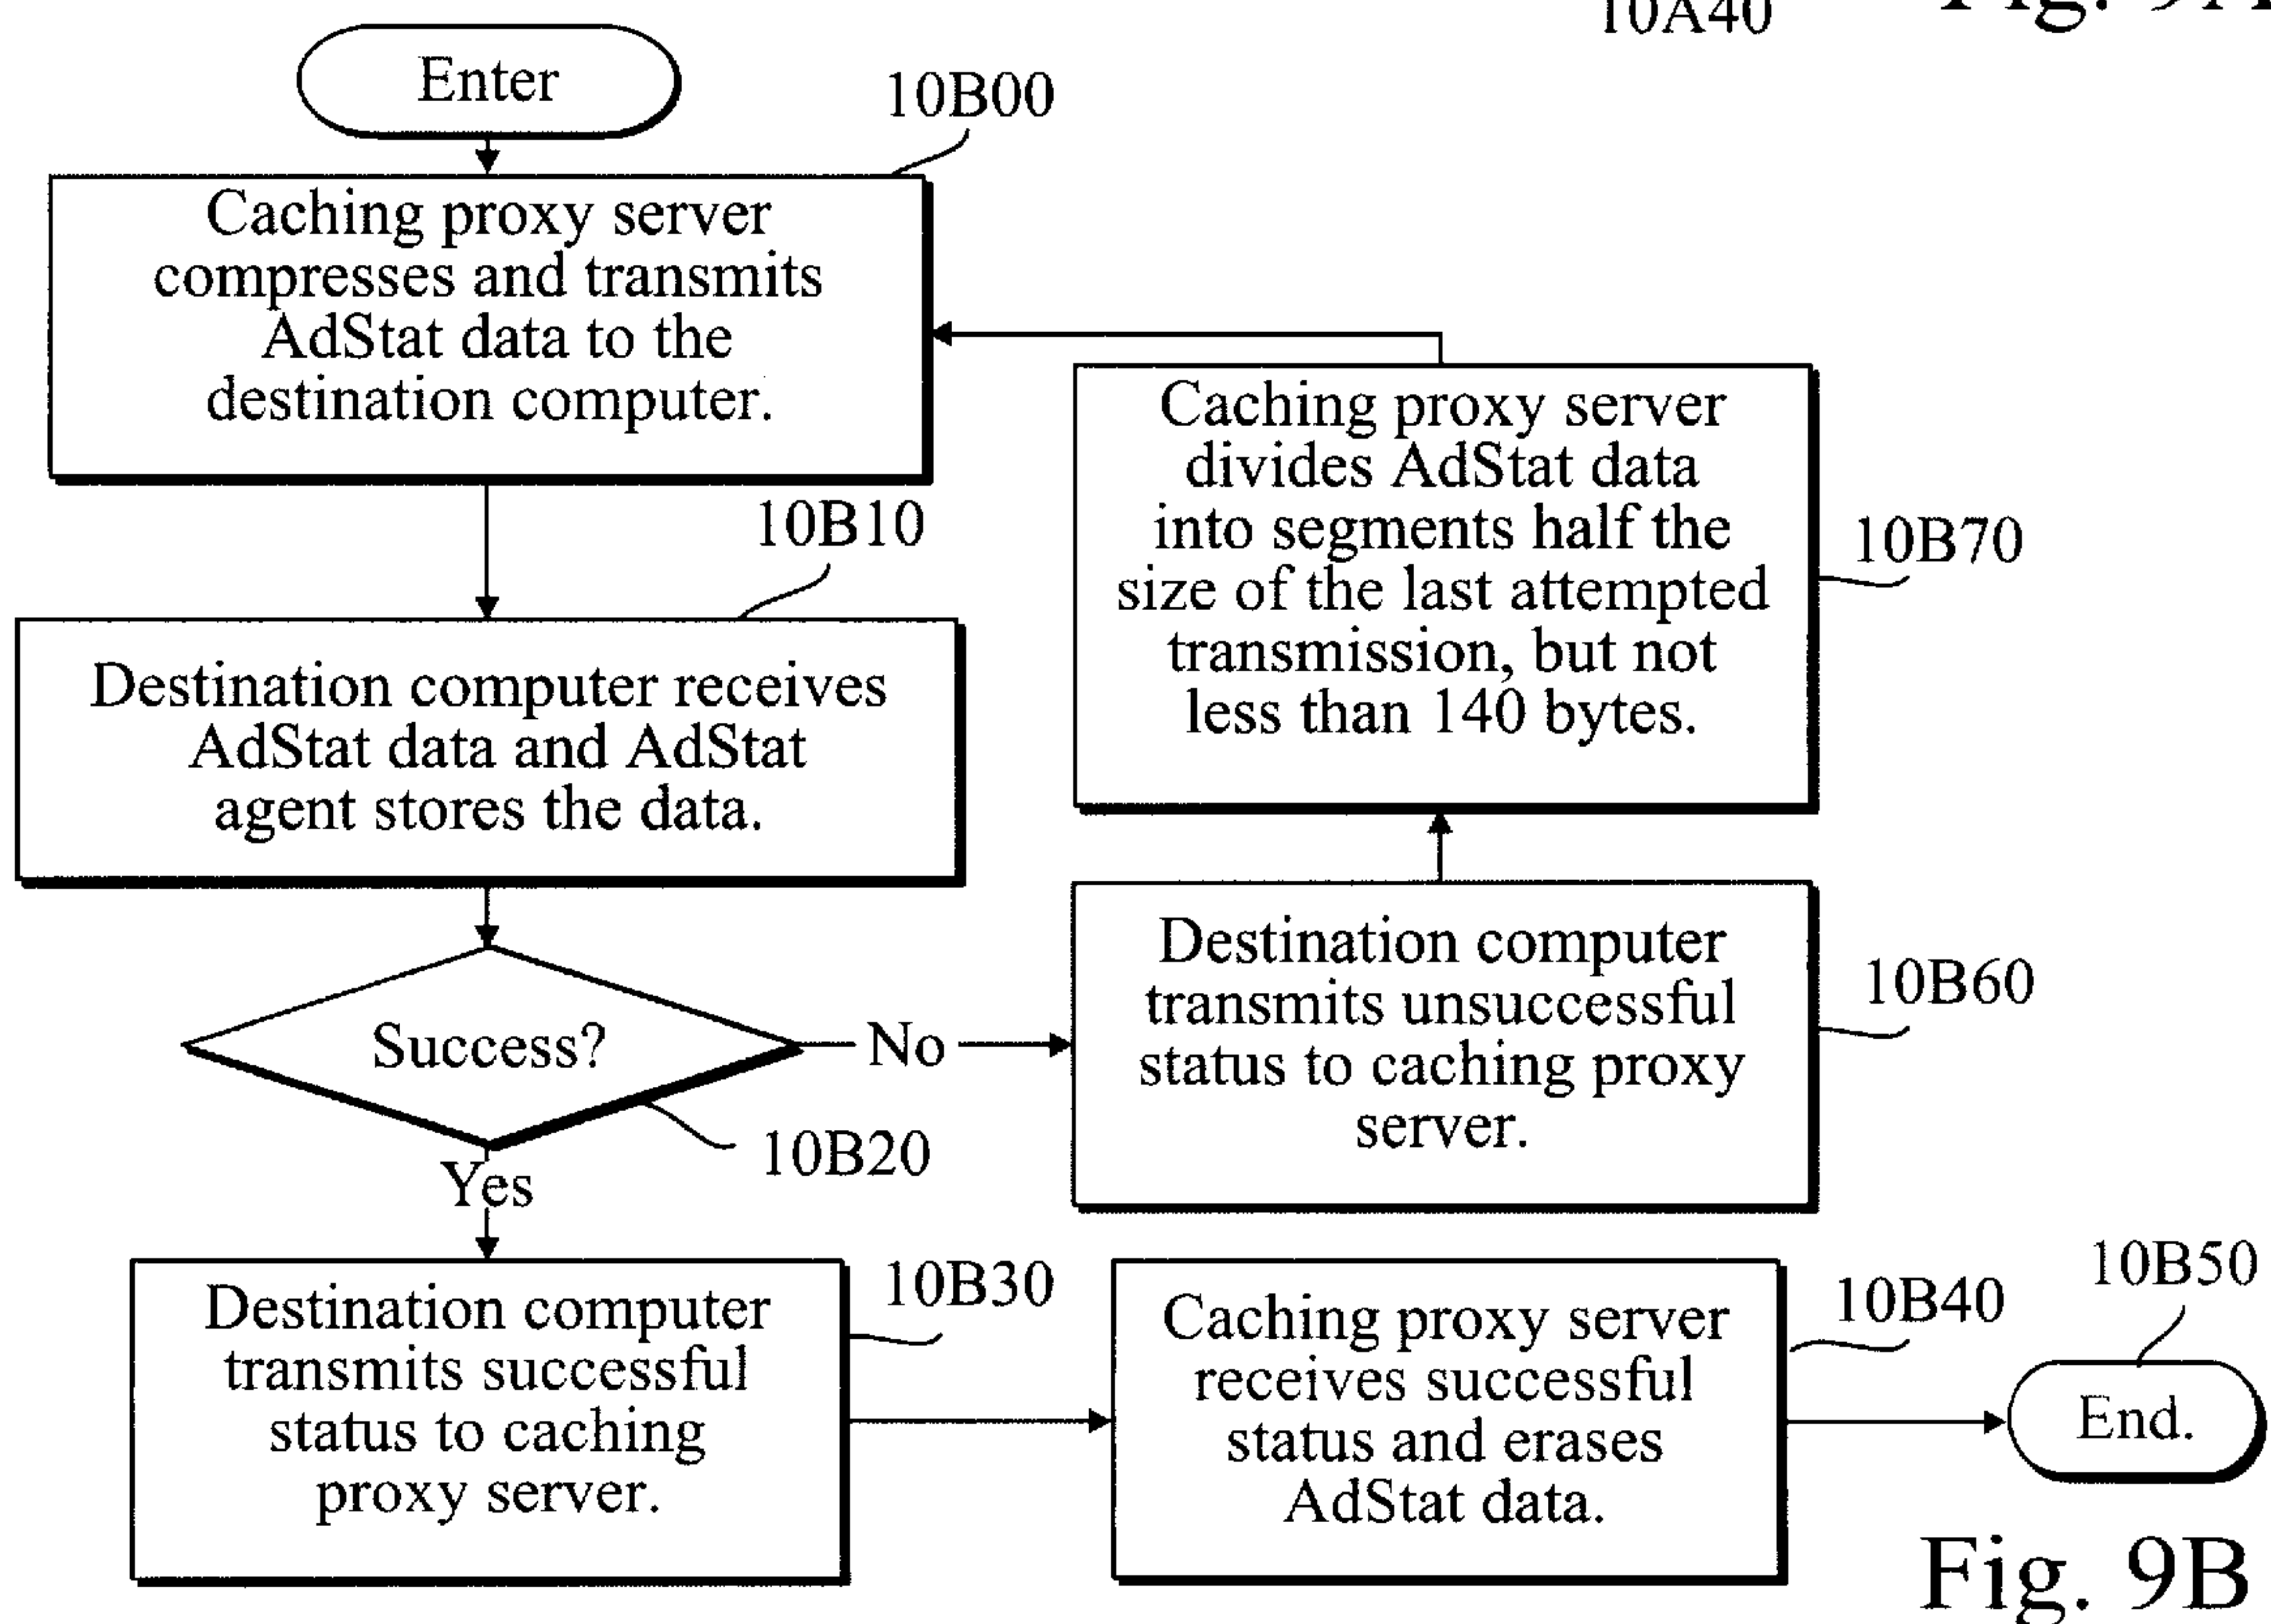 10A40
Fig. 9A
Enter
10B00
Caching proxy server
compresses and transmits
AdStat data to the
destination computer.
10B10
Destination computer receives
AdStat data and AdStat
agent stores the data.
Caching proxy server
divides AdStat data
into segments half the
size of the last attempted
transmission, but not
less than 140 bytes.
10B70
Success?
No
10B20
Yes
Destination computer
transmits unsuccessful
status to caching proxy
server.
10B60
Destination computer
transmits successful
status to caching
proxy server.
10B30
Caching proxy server
receives successful
status and erases
AdStat data.
10B40
10B50
End.
Fig. 9B